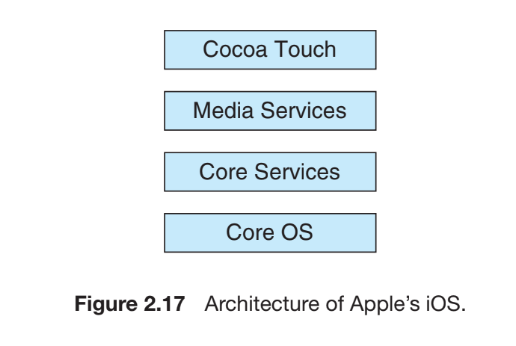 Cocoa Touch
Media Services
Core Services
Core OS
Figure 2.17 Architecture of Apple's iOS.